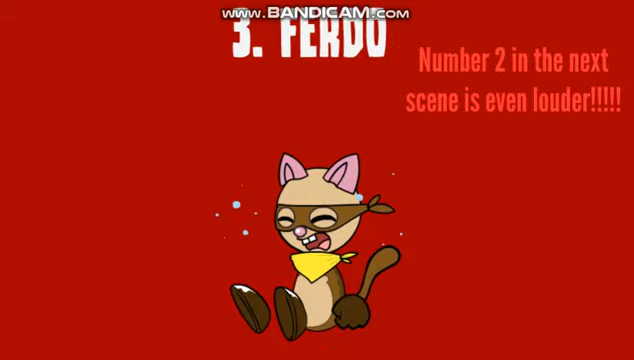 www.BANDICAM.com
3. FERDO
Number 2 in the next
scene is even louder!!!!!